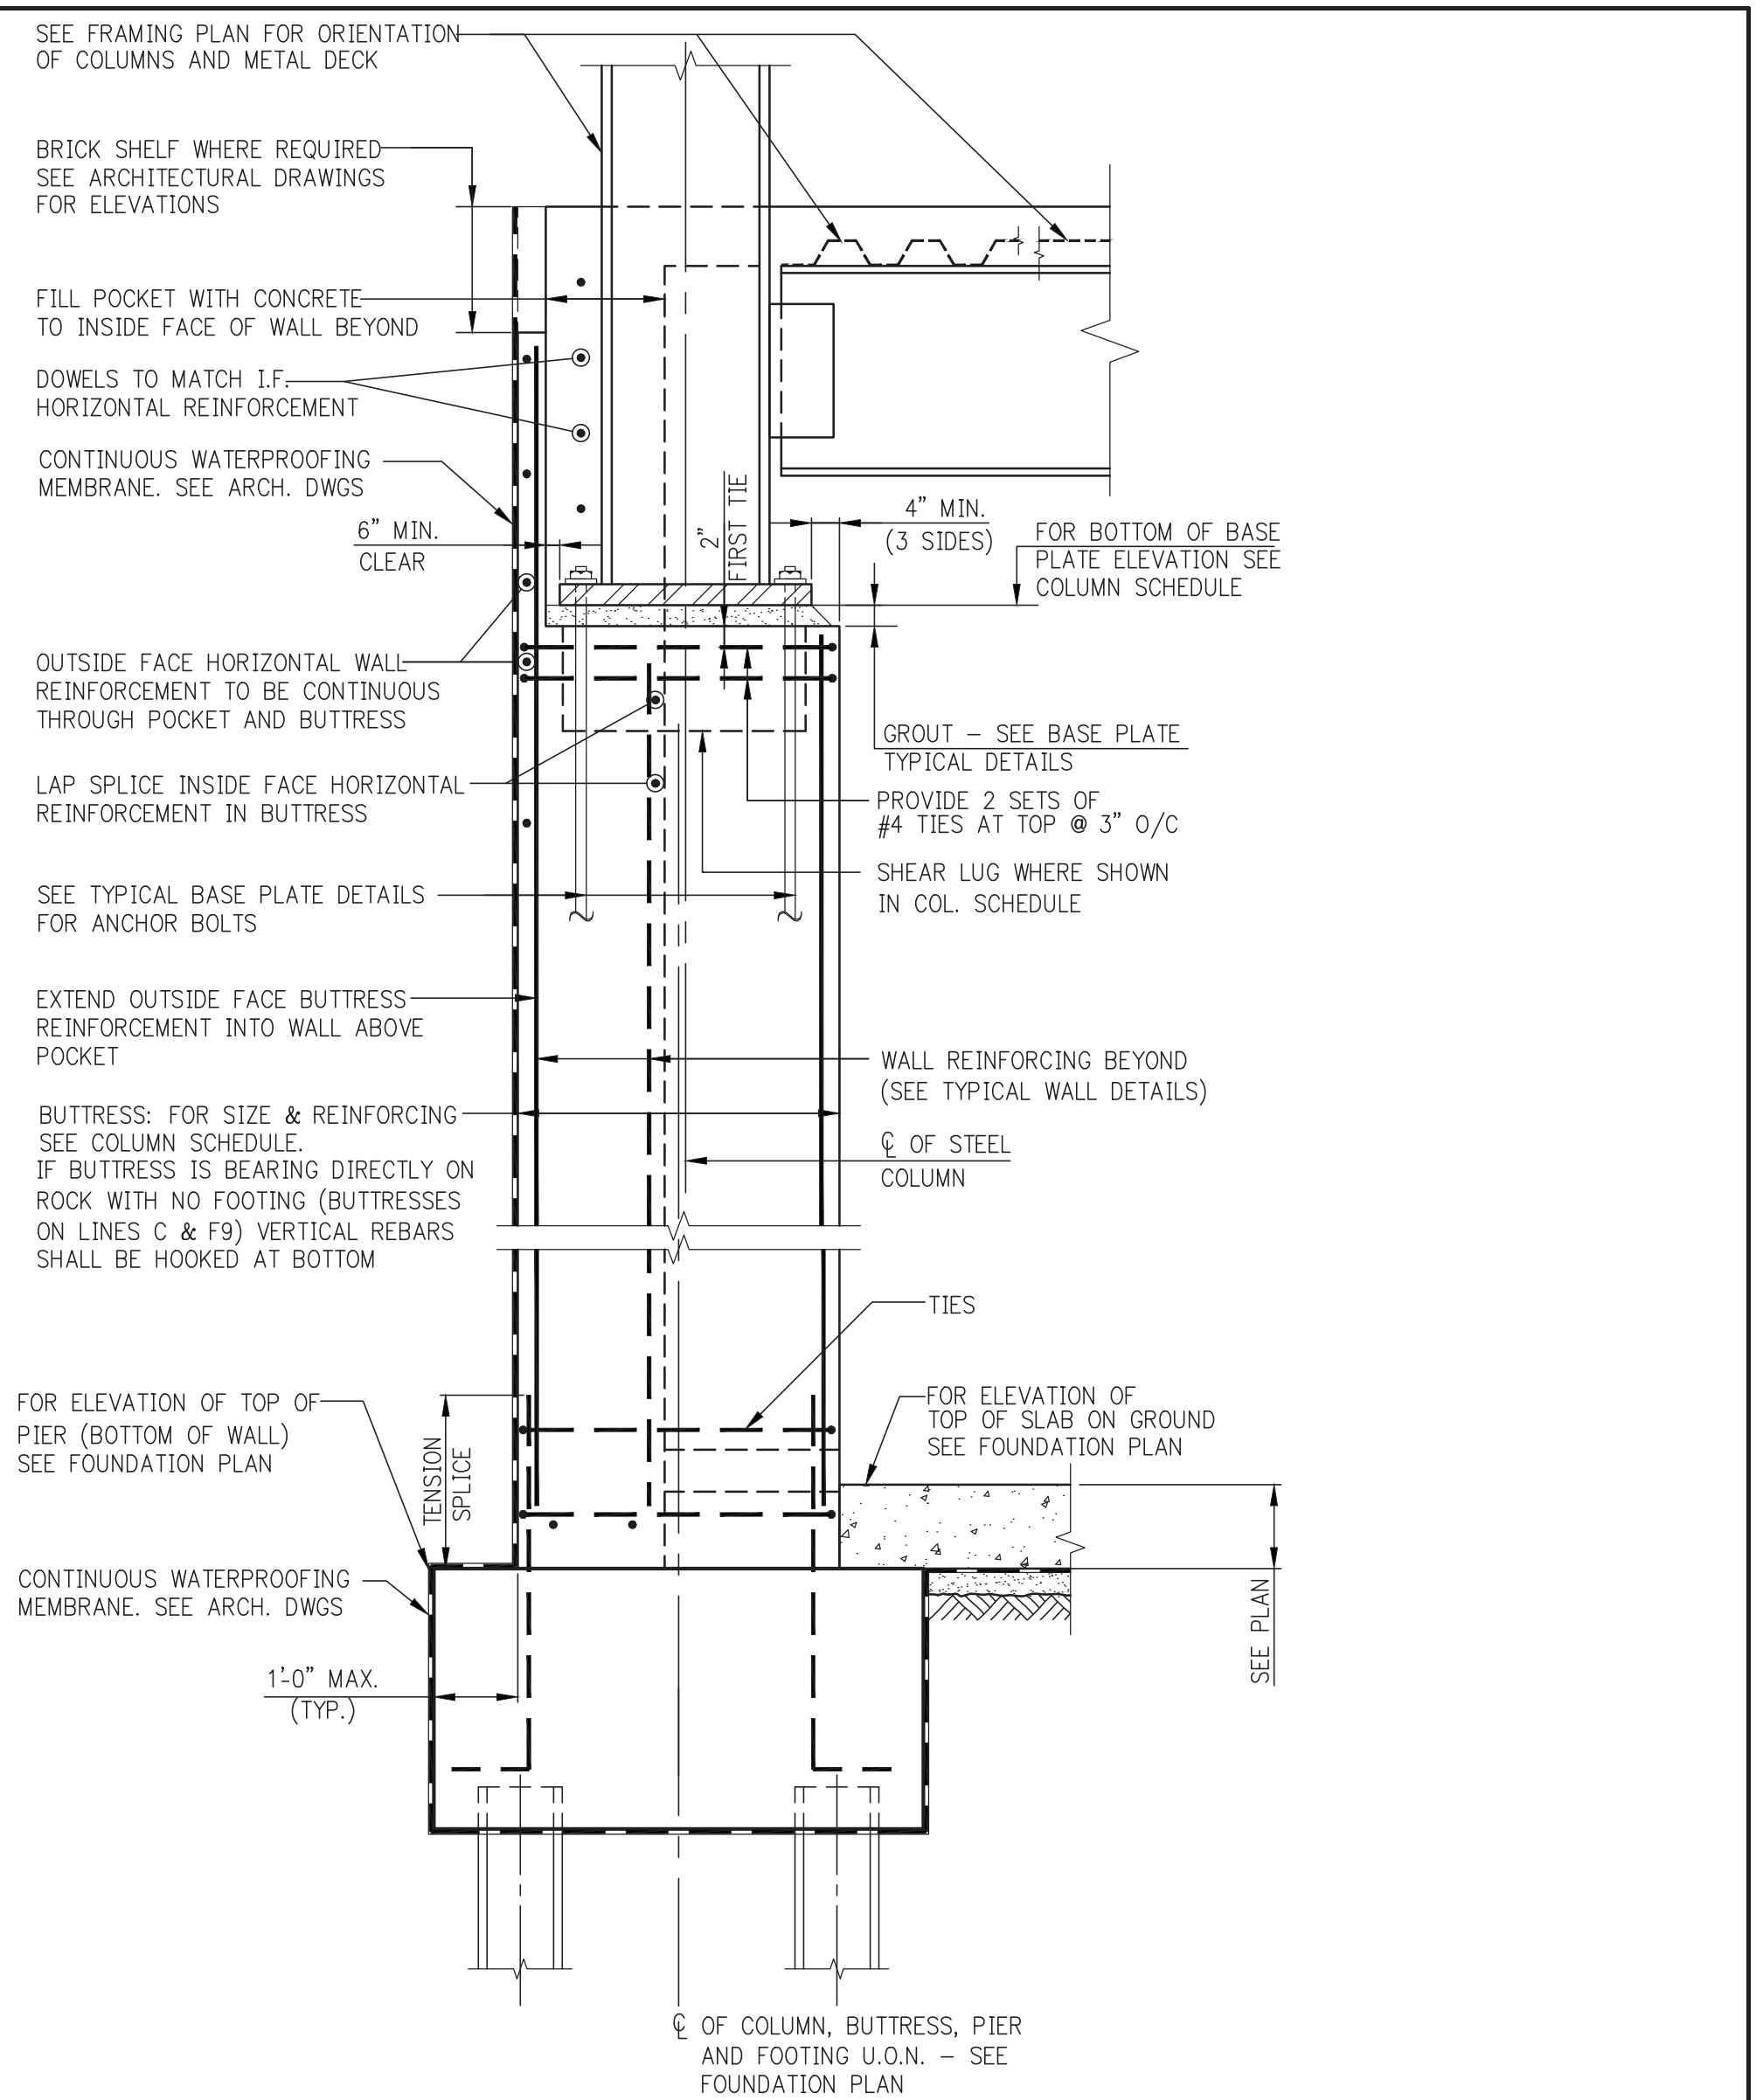 SEE FRAMING PLAN FOR ORIENTATION
OF COLUMNS AND METAL DECK
BRICK SHELF WHERE REQUIRED
SEE ARCHITECTURAL DRAWINGS
FOR ELEVATIONS
FILL POCKET WITH CONCRETE
TO INSIDE FACE OF WALL BEYOND
DOWELS TO MATCH I.F.
HORIZONTAL REINFORCEMENT
CONTINUOUS WATERPROOFING
MEMBRANE. SEE ARCH. DWGS
6" MIN.
CLEAR
2"
FIRST TIE
4" MIN.
(3 SIDES)
FOR BOTTOM OF BASE
PLATE ELEVATION SEE
COLUMN SCHEDULE
OUTSIDE FACE HORIZONTAL WALL
REINFORCEMENT TO BE CONTINUOUS
THROUGH POCKET AND BUTTRESS
GROUT – SEE BASE PLATE
TYPICAL DETAILS
LAP SPLICE INSIDE FACE HORIZONTAL
REINFORCEMENT IN BUTTRESS
PROVIDE 2 SETS OF
#4 TIES AT TOP @ 3" O/C
SHEAR LUG WHERE SHOWN
IN COL. SCHEDULE
SEE TYPICAL BASE PLATE DETAILS
FOR ANCHOR BOLTS
EXTEND OUTSIDE FACE BUTTRESS
REINFORCEMENT INTO WALL ABOVE
POCKET
WALL REINFORCING BEYOND
(SEE TYPICAL WALL DETAILS)
BUTTRESS: FOR SIZE & REINFORCING
SEE COLUMN SCHEDULE.
IF BUTTRESS IS BEARING DIRECTLY ON
ROCK WITH NO FOOTING (BUTTRESSES
ON LINES C & F9) VERTICAL REBARS
SHALL BE HOOKED AT BOTTOM
℄ OF STEEL
COLUMN
TIES
FOR ELEVATION OF TOP OF
PIER (BOTTOM OF WALL)
SEE FOUNDATION PLAN
TENSION
SPLICE
FOR ELEVATION OF
TOP OF SLAB ON GROUND
SEE FOUNDATION PLAN
CONTINUOUS WATERPROOFING
MEMBRANE. SEE ARCH. DWGS
SEE PLAN
1'-0" MAX.
(TYP.)
℄ OF COLUMN, BUTTRESS, PIER
AND FOOTING U.O.N. – SEE
FOUNDATION PLAN